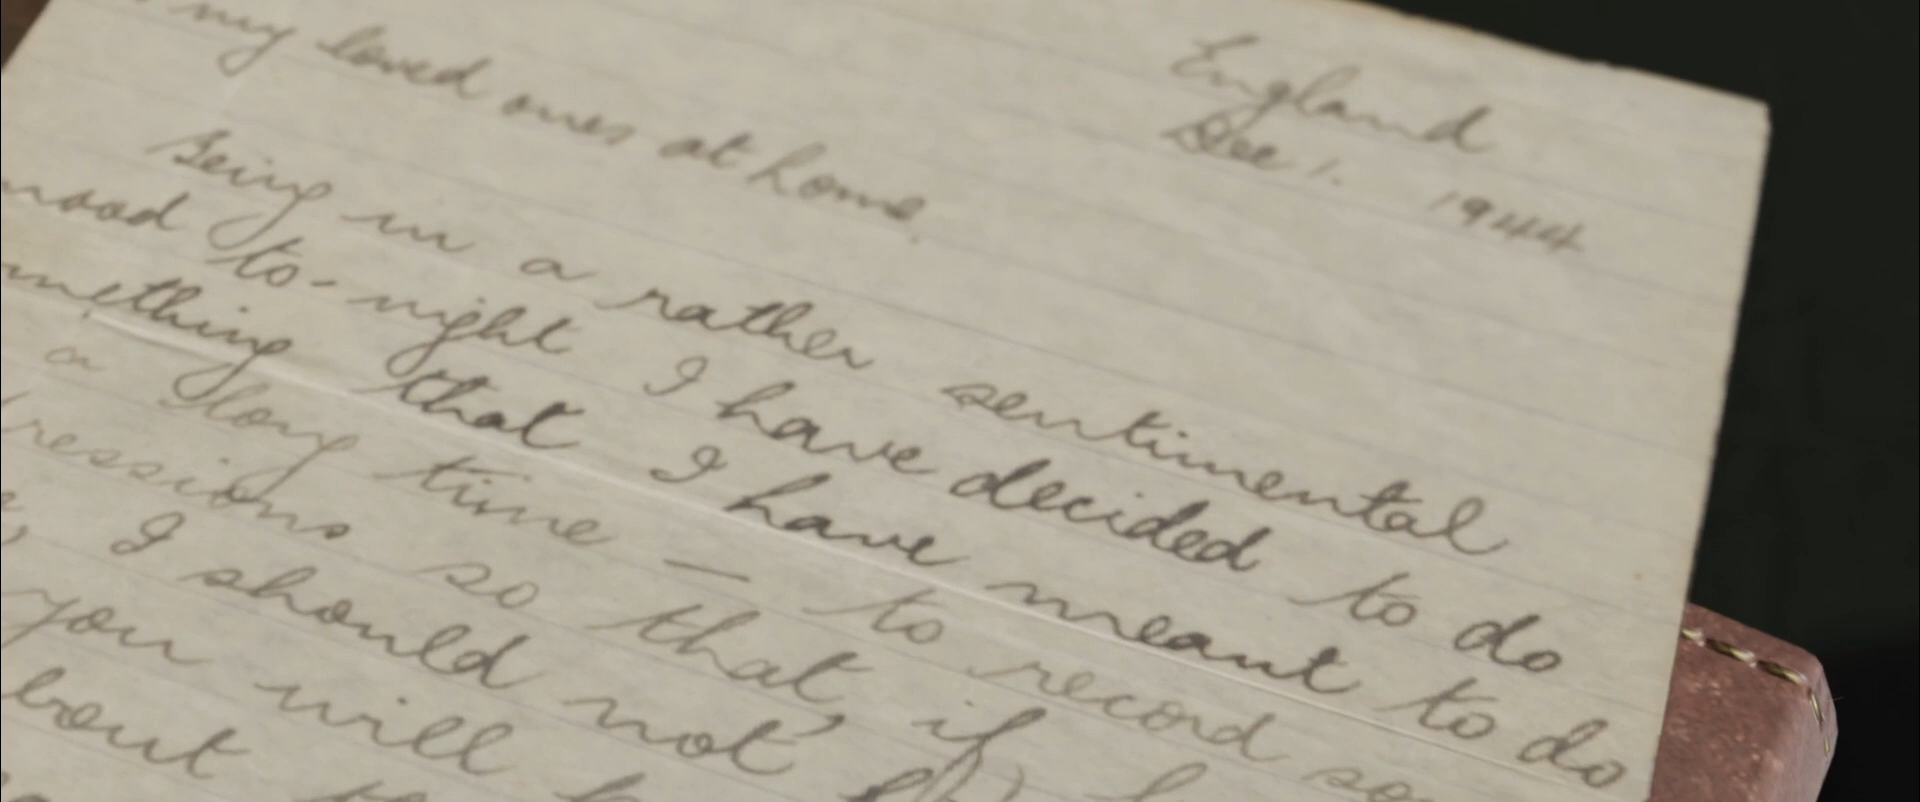 England
Dec 1. 1944
my loved ones at home.
Being in a rather sentimental
mood to-night I have decided to do
mething that I have meant to do
a long time — to record so
ressions so that, if
I should not
you will
bout